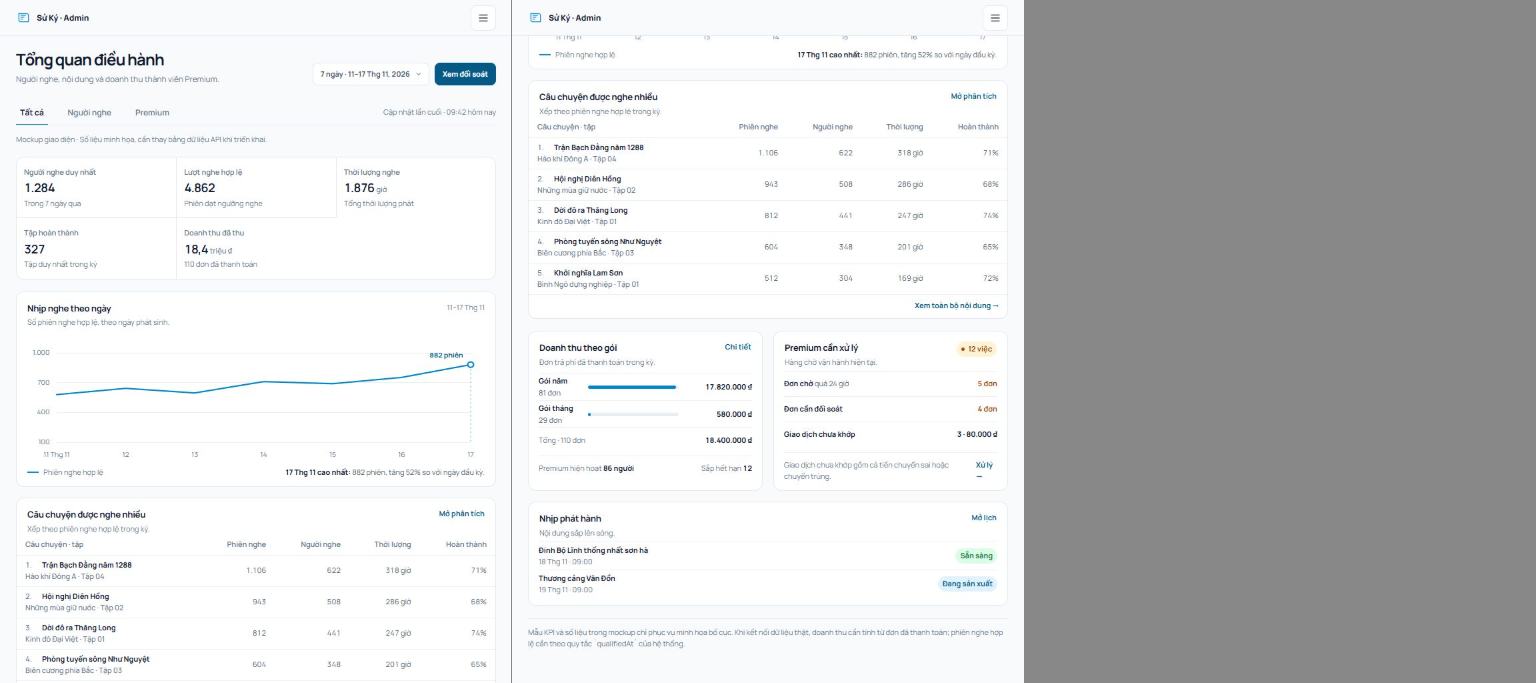 Sử Ký · Admin
Tổng quan điều hành
Người nghe, nội dung và doanh thu thành viên Premium.
7 ngày · 11–17 Thg 11, 2026
Xem đối soát
Tất cả
Người nghe
Premium
Cập nhật lần cuối · 09:42 hôm nay
Mockup giao diện · Số liệu minh họa, cần thay bằng dữ liệu API khi triển khai.
Người nghe duy nhất
1.284
Trong 7 ngày qua
Lượt nghe hợp lệ
4.862
Phiên đạt ngưỡng nghe
Thời lượng nghe
1.876 giờ
Tổng thời lượng phát
Tập hoàn thành
327
Tập duy nhất trong kỳ
Doanh thu đã thu
18,4 triệu ₫
110 đơn đã thanh toán
Nhịp nghe theo ngày
11–17 Thg 11
Số phiên nghe hợp lệ, theo ngày phát sinh.
882 phiên
1.000
700
400
100
11 Thg 11
12
13
14
15
16
17
Phiên nghe hợp lệ
17 Thg 11 cao nhất: 882 phiên, tăng 52% so với ngày đầu kỳ.
Câu chuyện được nghe nhiều
Mở phân tích
Xếp theo phiên nghe hợp lệ trong kỳ.
Câu chuyện · tập Phiên nghe Người nghe Thời lượng Hoàn thành
1. Trận Bạch Đằng năm 1288
Hào khí Đông A · Tập 04
1.106 622 318 giờ 71%
2. Hội nghị Diên Hồng
Những mùa giữ nước · Tập 02
943 508 286 giờ 68%
3. Dời đô ra Thăng Long
Kinh đô Đại Việt · Tập 01
812 441 247 giờ 74%
4. Phòng tuyến sông Như Nguyệt
Biên cương phía Bắc · Tập 03
604 348 201 giờ 65%
Sử Ký · Admin
11 Thg 11 12 13 14 15 16 17
Phiên nghe hợp lệ
17 Thg 11 cao nhất: 882 phiên, tăng 52% so với ngày đầu kỳ.
Câu chuyện được nghe nhiều
Mở phân tích
Xếp theo phiên nghe hợp lệ trong kỳ.
Câu chuyện · tập Phiên nghe Người nghe Thời lượng Hoàn thành
1. Trận Bạch Đằng năm 1288
Hào khí Đông A · Tập 04
1.106 622 318 giờ 71%
2. Hội nghị Diên Hồng
Những mùa giữ nước · Tập 02
943 508 286 giờ 68%
3. Dời đô ra Thăng Long
Kinh đô Đại Việt · Tập 01
812 441 247 giờ 74%
4. Phòng tuyến sông Như Nguyệt
Biên cương phía Bắc · Tập 03
604 348 201 giờ 65%
5. Khởi nghĩa Lam Sơn
Bình Ngô dựng nghiệp · Tập 01
512 304 169 giờ 72%
Xem toàn bộ nội dung →
Doanh thu theo gói
Chi tiết
Đơn trả phí đã thanh toán trong kỳ.
Gói năm
81 đơn
17.820.000 ₫
Gói tháng
29 đơn
580.000 ₫
Tổng · 110 đơn
18.400.000 ₫
Premium hiện hoạt 86 người
Sắp hết hạn 12
Premium cần xử lý
12 việc
Hàng chờ vận hành hiện tại.
Đơn chờ quá 24 giờ
5 đơn
Đơn cần đối soát
4 đơn
Giao dịch chưa khớp
3 · 80.000 ₫
Giao dịch chưa khớp gồm cả tiền chuyển sai hoặc
chuyển trùng.
Xử lý
→
Nhịp phát hành
Mở lịch
Nội dung sắp lên sóng.
Đinh Bộ Lĩnh thống nhất sơn hà
18 Thg 11 · 09:00
Sẵn sàng
Thương cảng Vân Đồn
19 Thg 11 · 09:00
Đang sản xuất
Mẫu KPI và số liệu trong mockup chỉ phục vụ minh họa bố cục. Khi kết nối dữ liệu thật, doanh thu cần tính từ đơn đã thanh toán; phiên nghe hợp
lệ cần theo quy tắc `qualifiedAt` của hệ thống.